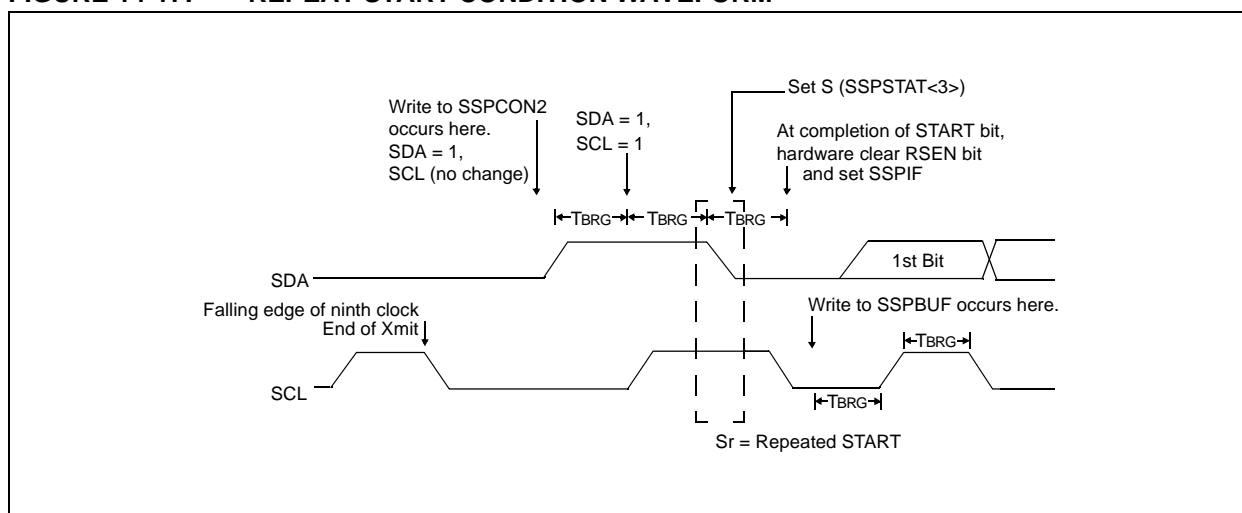 Set S (SSPSTAT<3>)
Write to SSPCON2
occurs here.
SDA = 1,
SCL (no change)
SDA = 1,
SCL = 1
At completion of START bit,
hardware clear RSEN bit
and set SSPIF
TBRG
TBRG
TBRG
SDA
1st Bit
Falling edge of ninth clock
End of Xmit
Write to SSPBUF occurs here.
TBRG
SCL
TBRG
Sr = Repeated START